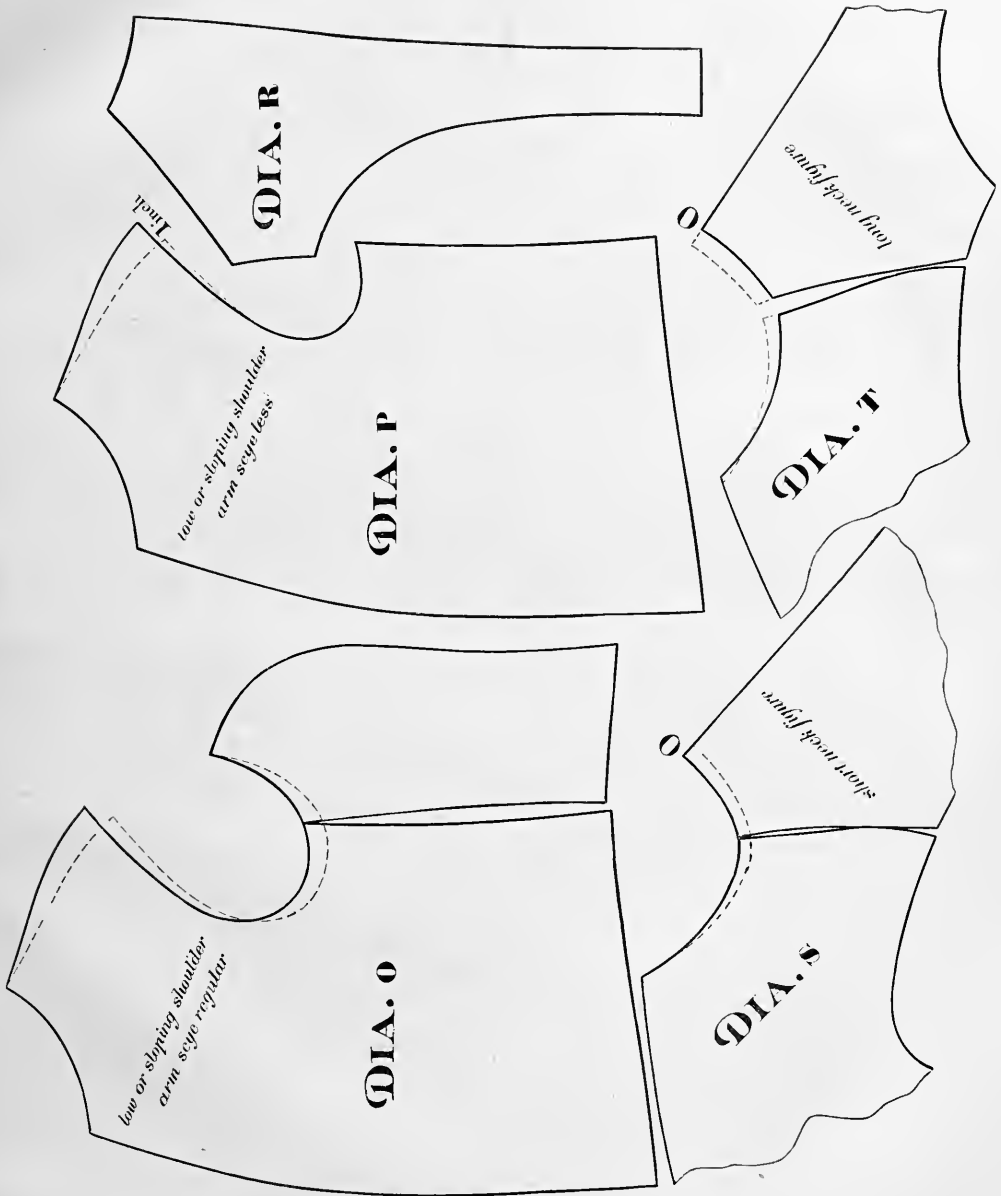 DIA. R
1 inch
low or sloping shoulder
arm scye less
DIA. P
long neck figure
O
DIA. T
low or sloping shoulder
arm scye regular
DIA. O
short neck figure
O
DIA. S